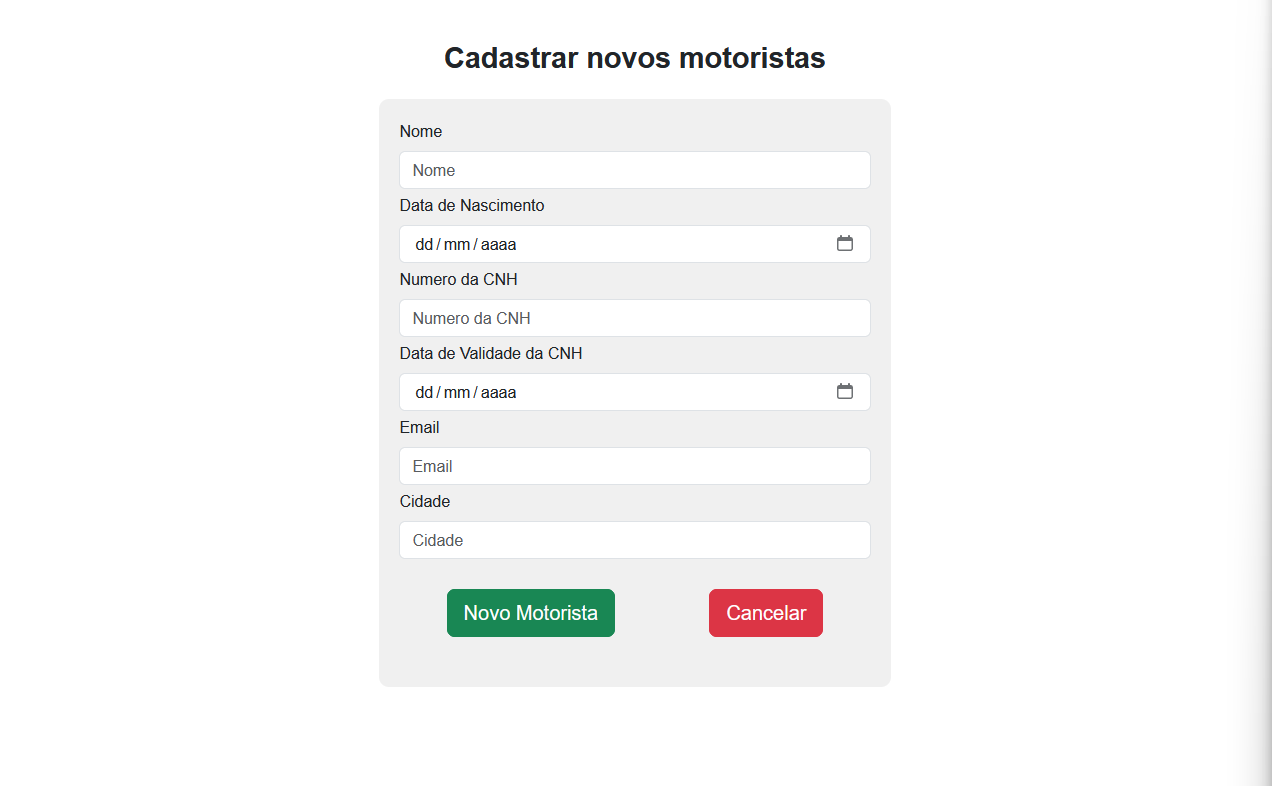 Cadastrar novos motoristas
Nome
Nome
Data de Nascimento
dd/mm/aaaa
Numero da CNH
Numero da CNH
Data de Validade da CNH
dd/mm/aaaa
Email
Email
Cidade
Cidade
Novo Motorista Cancelar